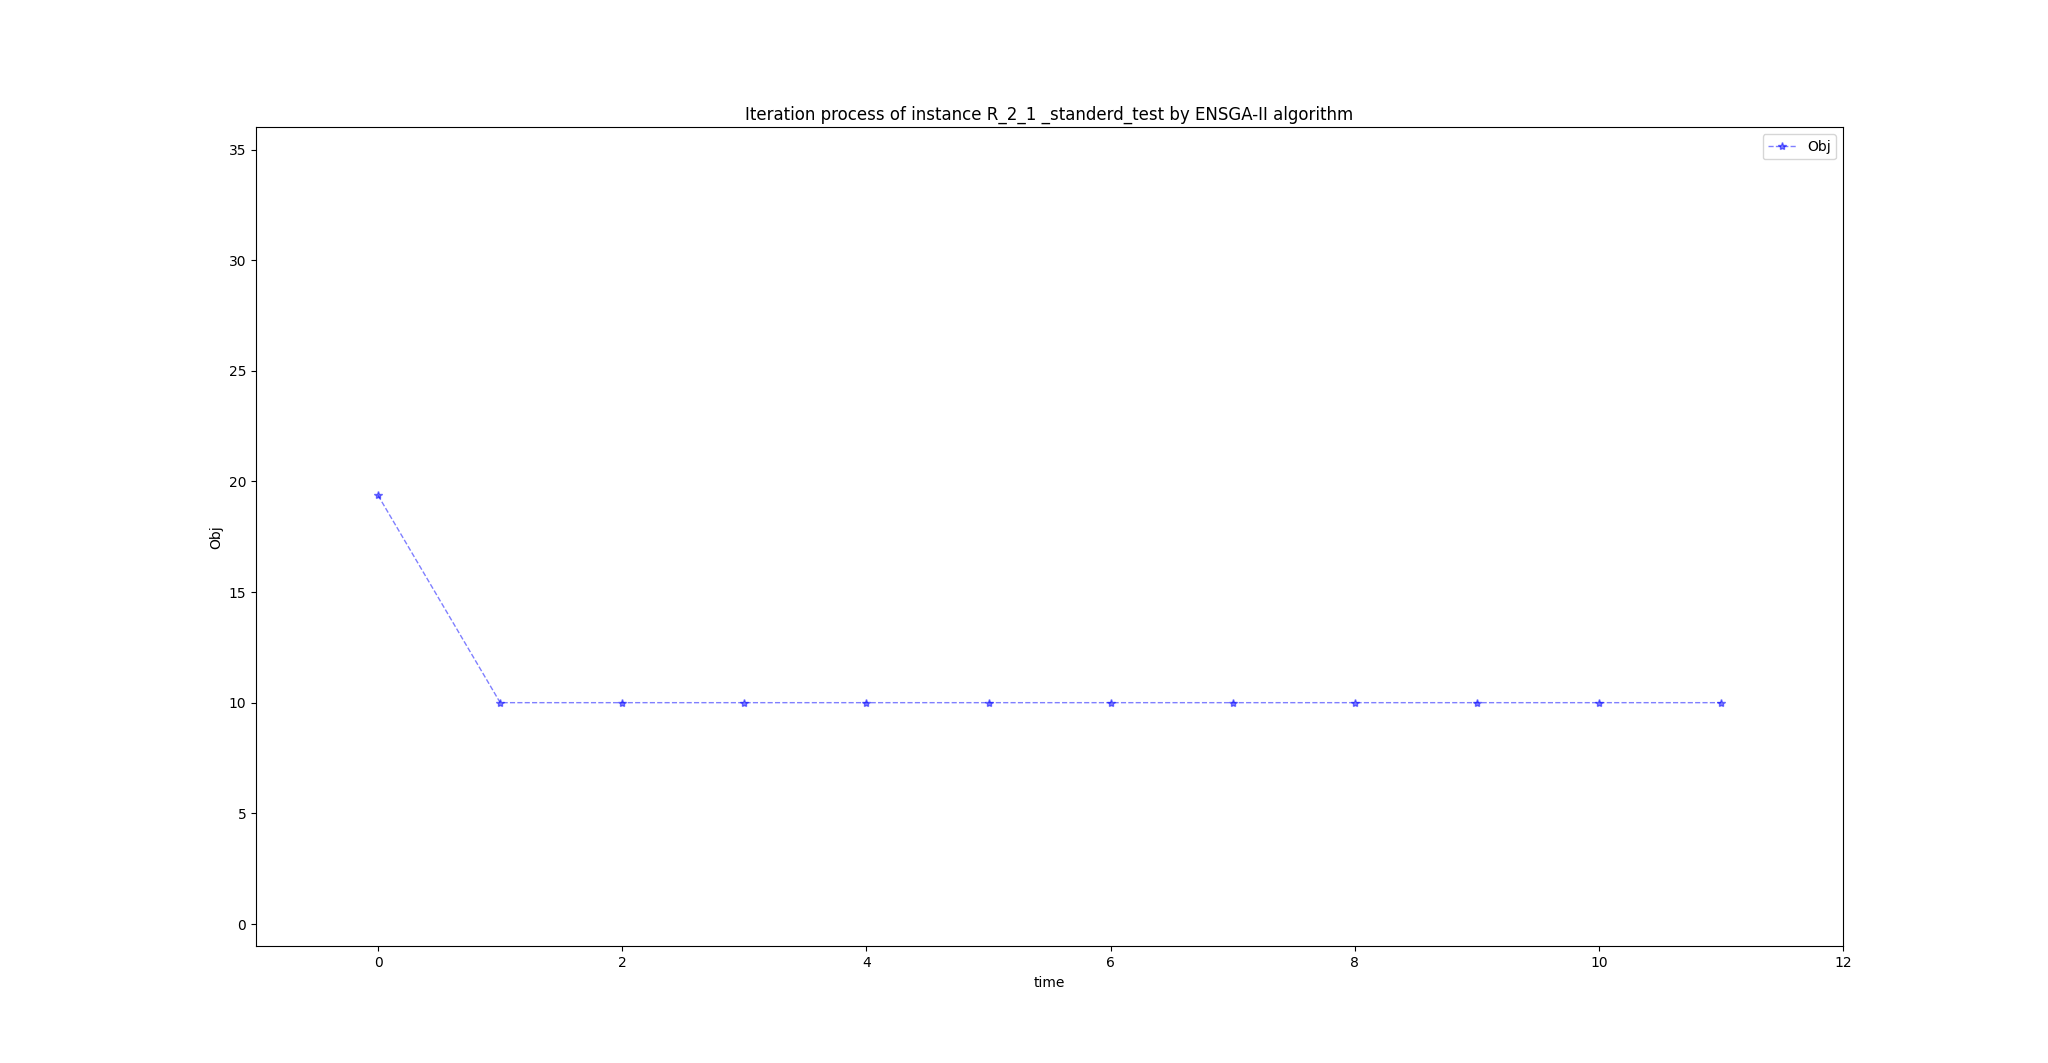 Iteration process of instance R_2_1 _standerd_test by ENSGA-II algorithm
Obj
35
30
25
20
15
10
5
0
Obj
0 2 4 6 8 10 12
time